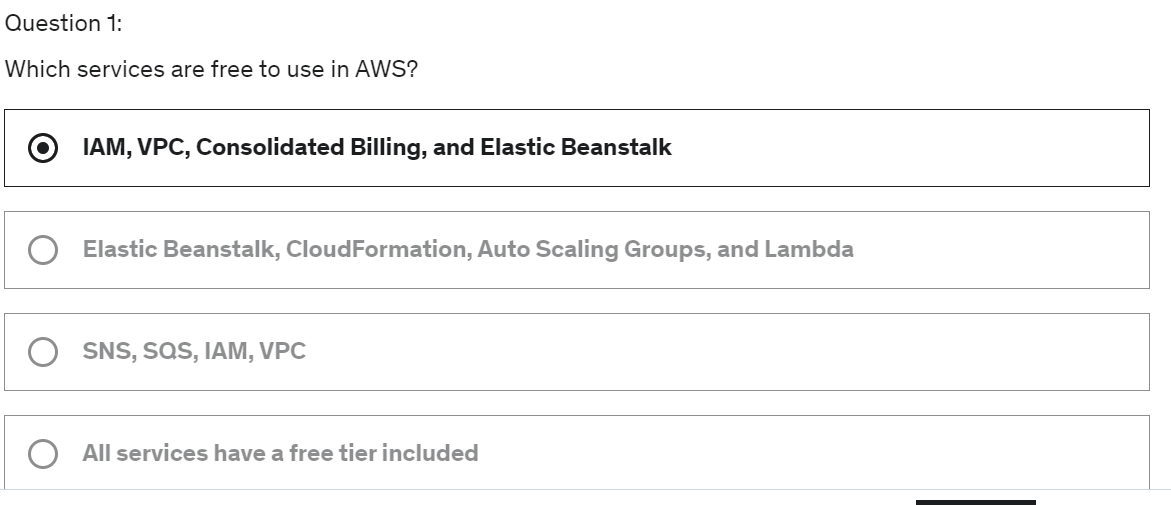 Question 1:
Which services are free to use in AWS?
IAM, VPC, Consolidated Billing, and Elastic Beanstalk
Elastic Beanstalk, CloudFormation, Auto Scaling Groups, and Lambda
SNS, SQS, IAM, VPC
All services have a free tier included